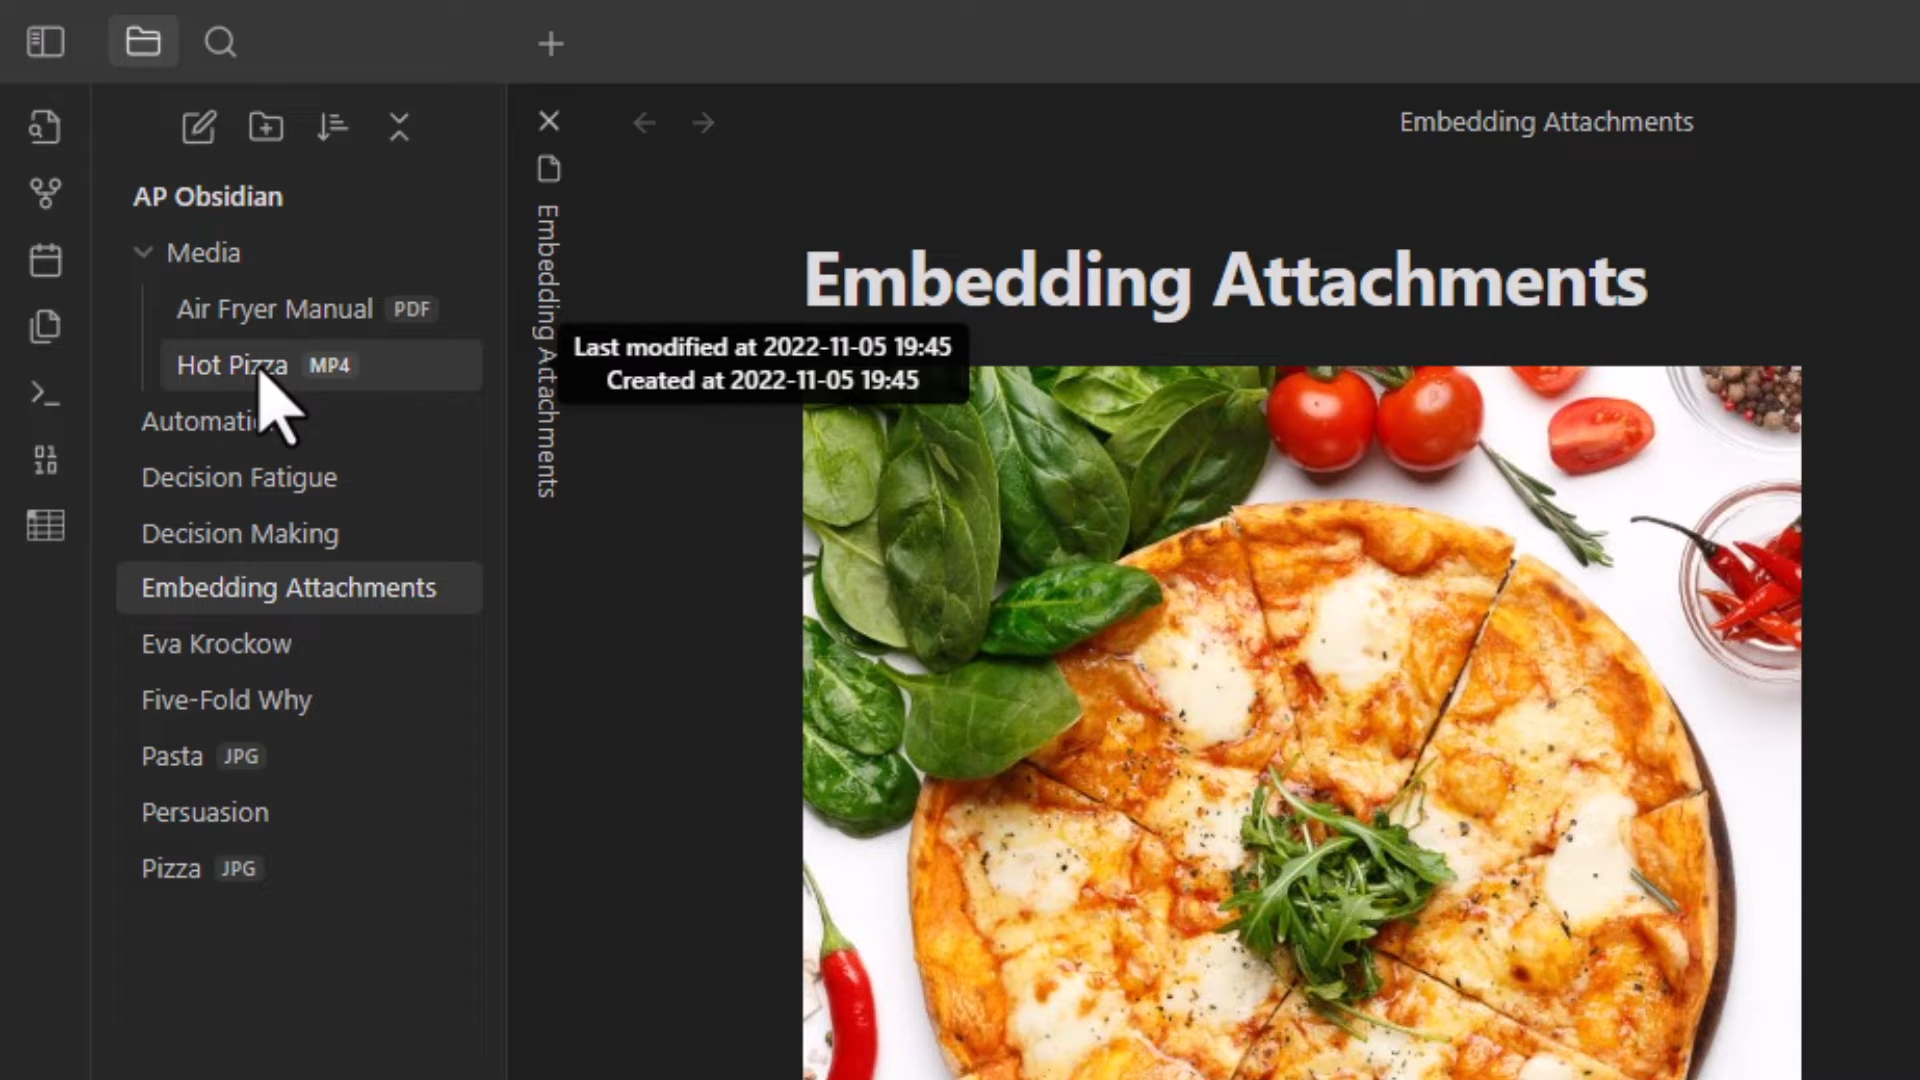 Embedding Attachments
AP Obsidian
Media
Air Fryer Manual PDF
Hot Pizza MP4
Decision Fatigue
Decision Making
Embedding Attachments
Eva Krockow
Five-Fold Why
Pasta JPG
Persuasion
Pizza JPG
Embedding Attachments
Embedding Attachments
Last modified at 2022-11-05 19:45
Created at 2022-11-05 19:45